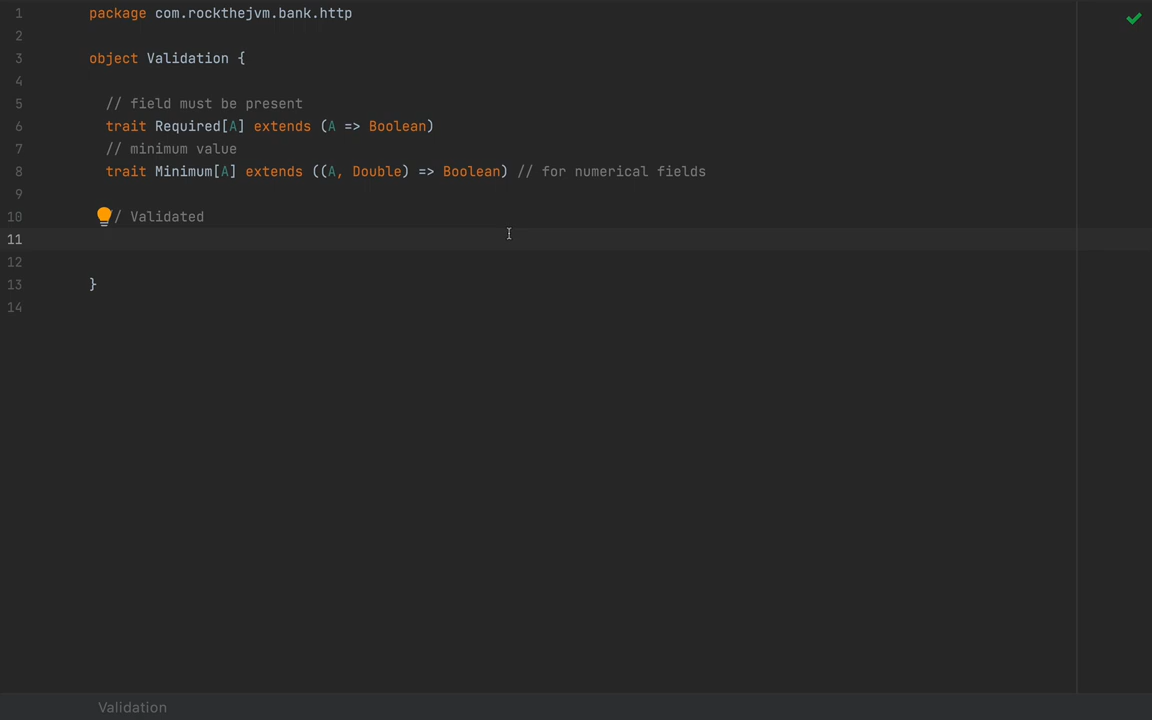 1 package com.rockthejvm.bank.http
2
3 object Validation {
4
5 // field must be present
6 trait Required[A] extends (A => Boolean)
7 // minimum value
8 trait Minimum[A] extends ((A, Double) => Boolean) // for numerical fields
9
10 / Validated
11
12
13 }
14
Validation